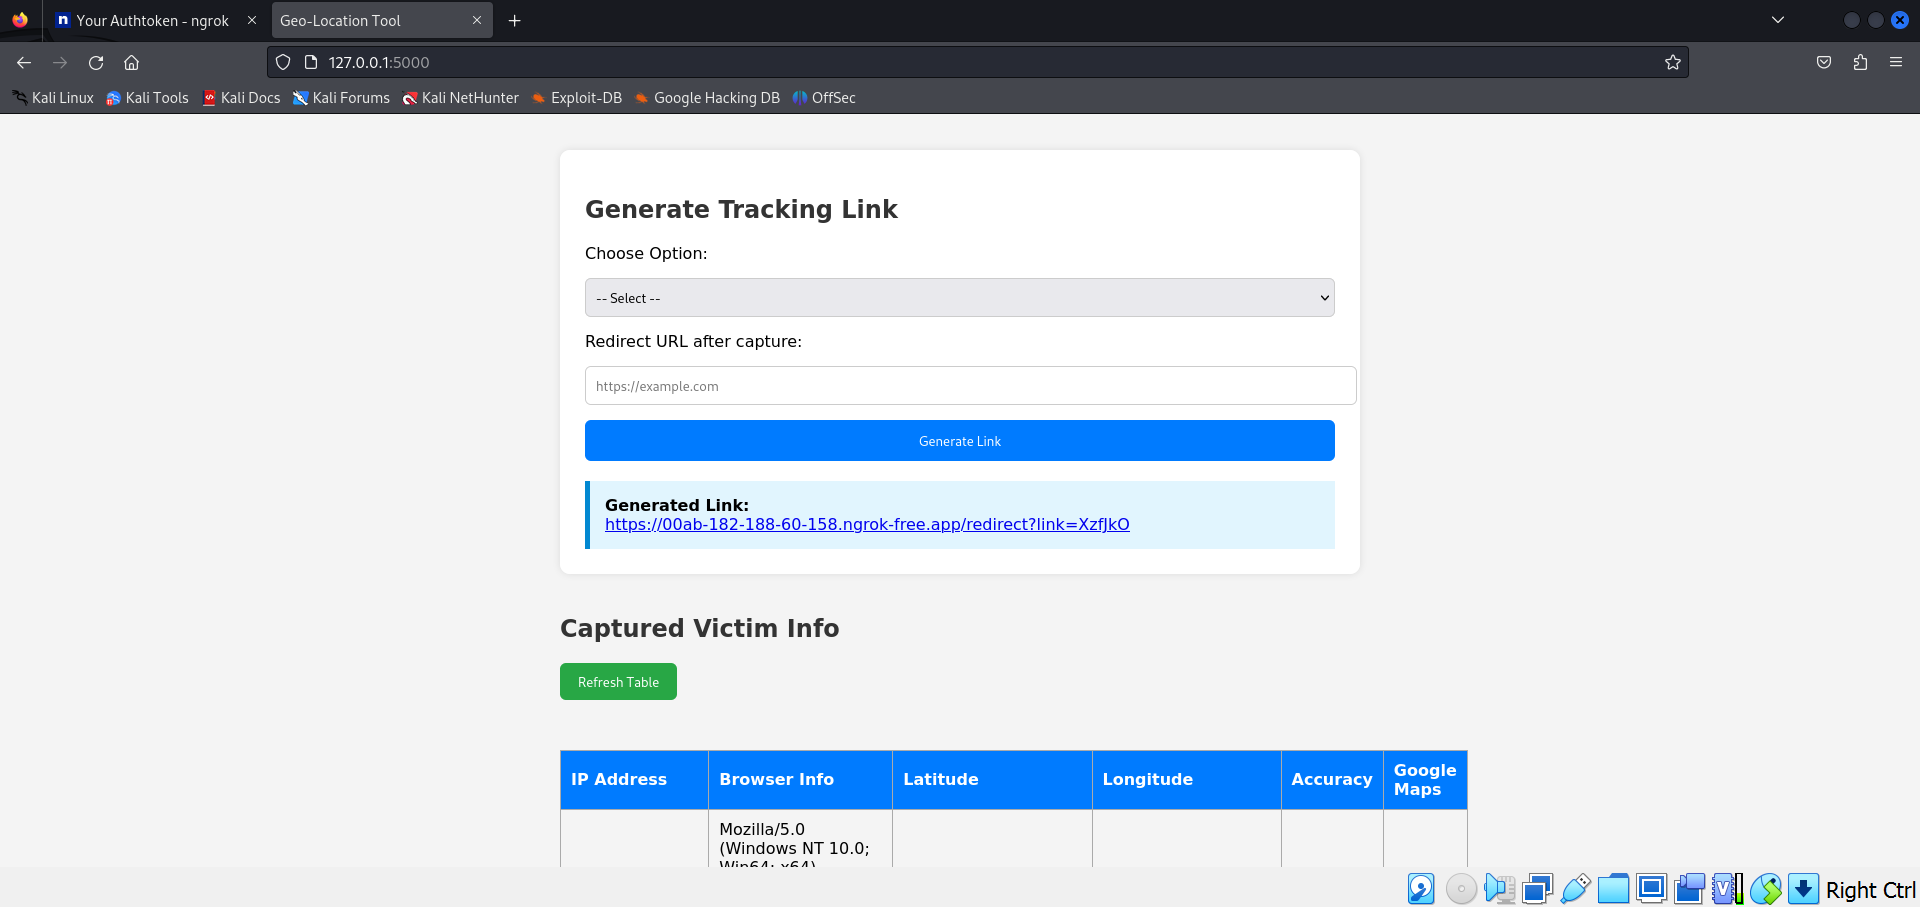 Your Authtoken - ngrok
Geo-Location Tool
127.0.0.1:5000
Kali Linux Kali Tools Kali Docs Kali Forums Kali NetHunter Exploit-DB Google Hacking DB OffSec
Generate Tracking Link
Choose Option:
-- Select --
Redirect URL after capture:
https://example.com
Generate Link
Generated Link:
https://00ab-182-188-60-158.ngrok-free.app/redirect?link=XzfJkO
Captured Victim Info
Refresh Table
IP Address Browser Info Latitude Longitude Accuracy Google Maps
Mozilla/5.0
(Windows NT 10.0;
Win64; x64)
Right Ctrl